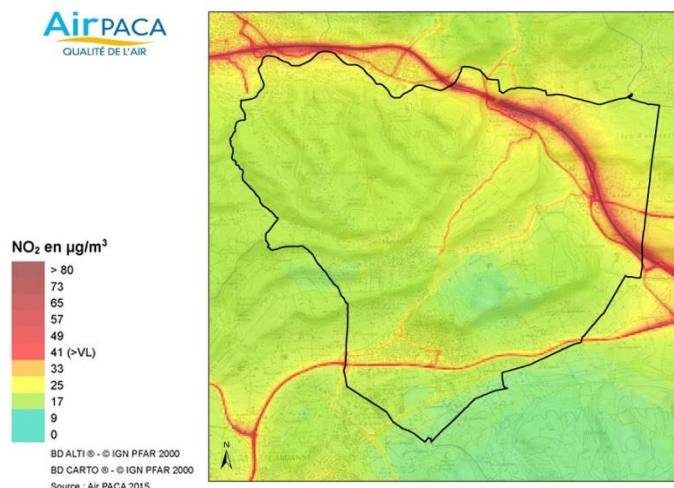 AirPACA
QUALITÉ DE L'AIR
NO₂ en µg/m³
> 80
73
65
57
49
41 (>VL)
33
25
17
9
0
BD ALTI ® - © IGN PFAR 2000
BD CARTO ® - © IGN PFAR 2000
Source : Air PACA 2015
N